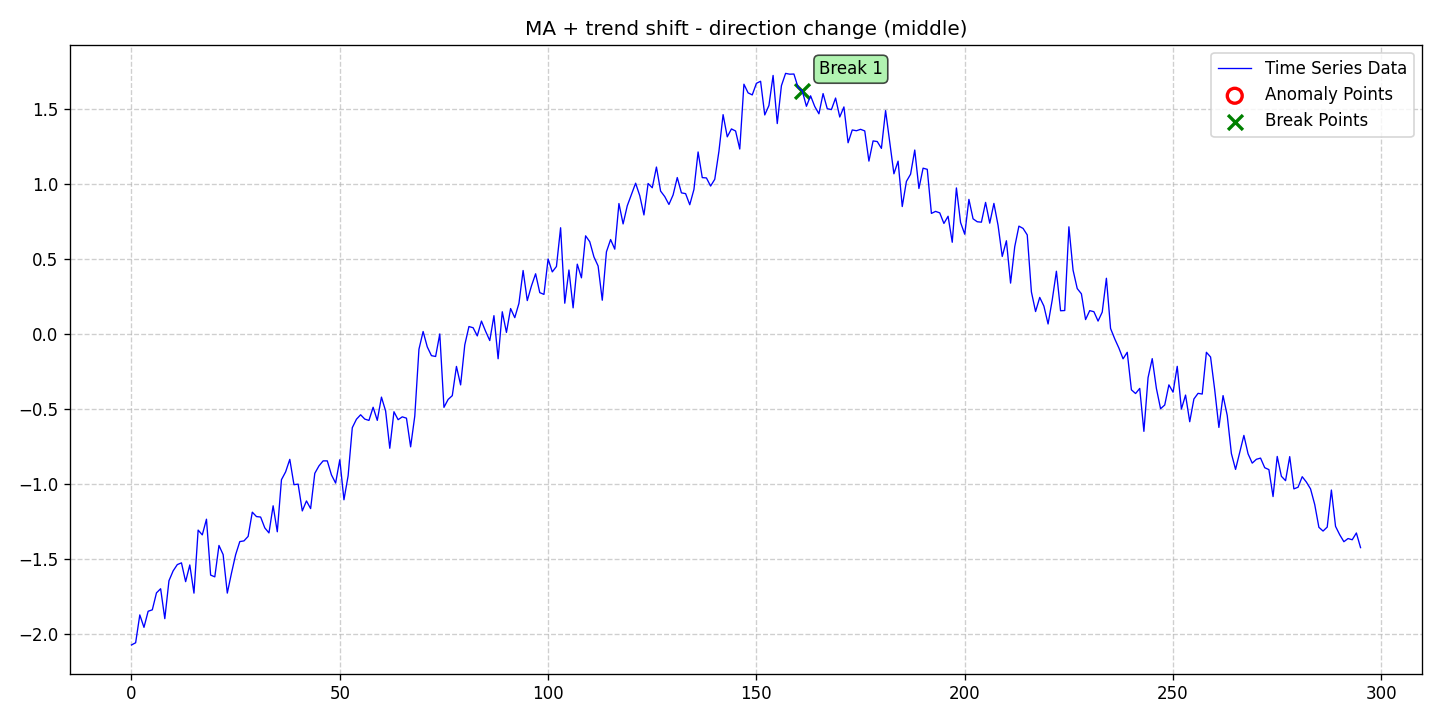 MA + trend shift - direction change (middle)
Break 1
Time Series Data
Anomaly Points
Break Points
1.5
1.0
0.5
0.0
−0.5
−1.0
−1.5
−2.0
0 50 100 150 200 250 300